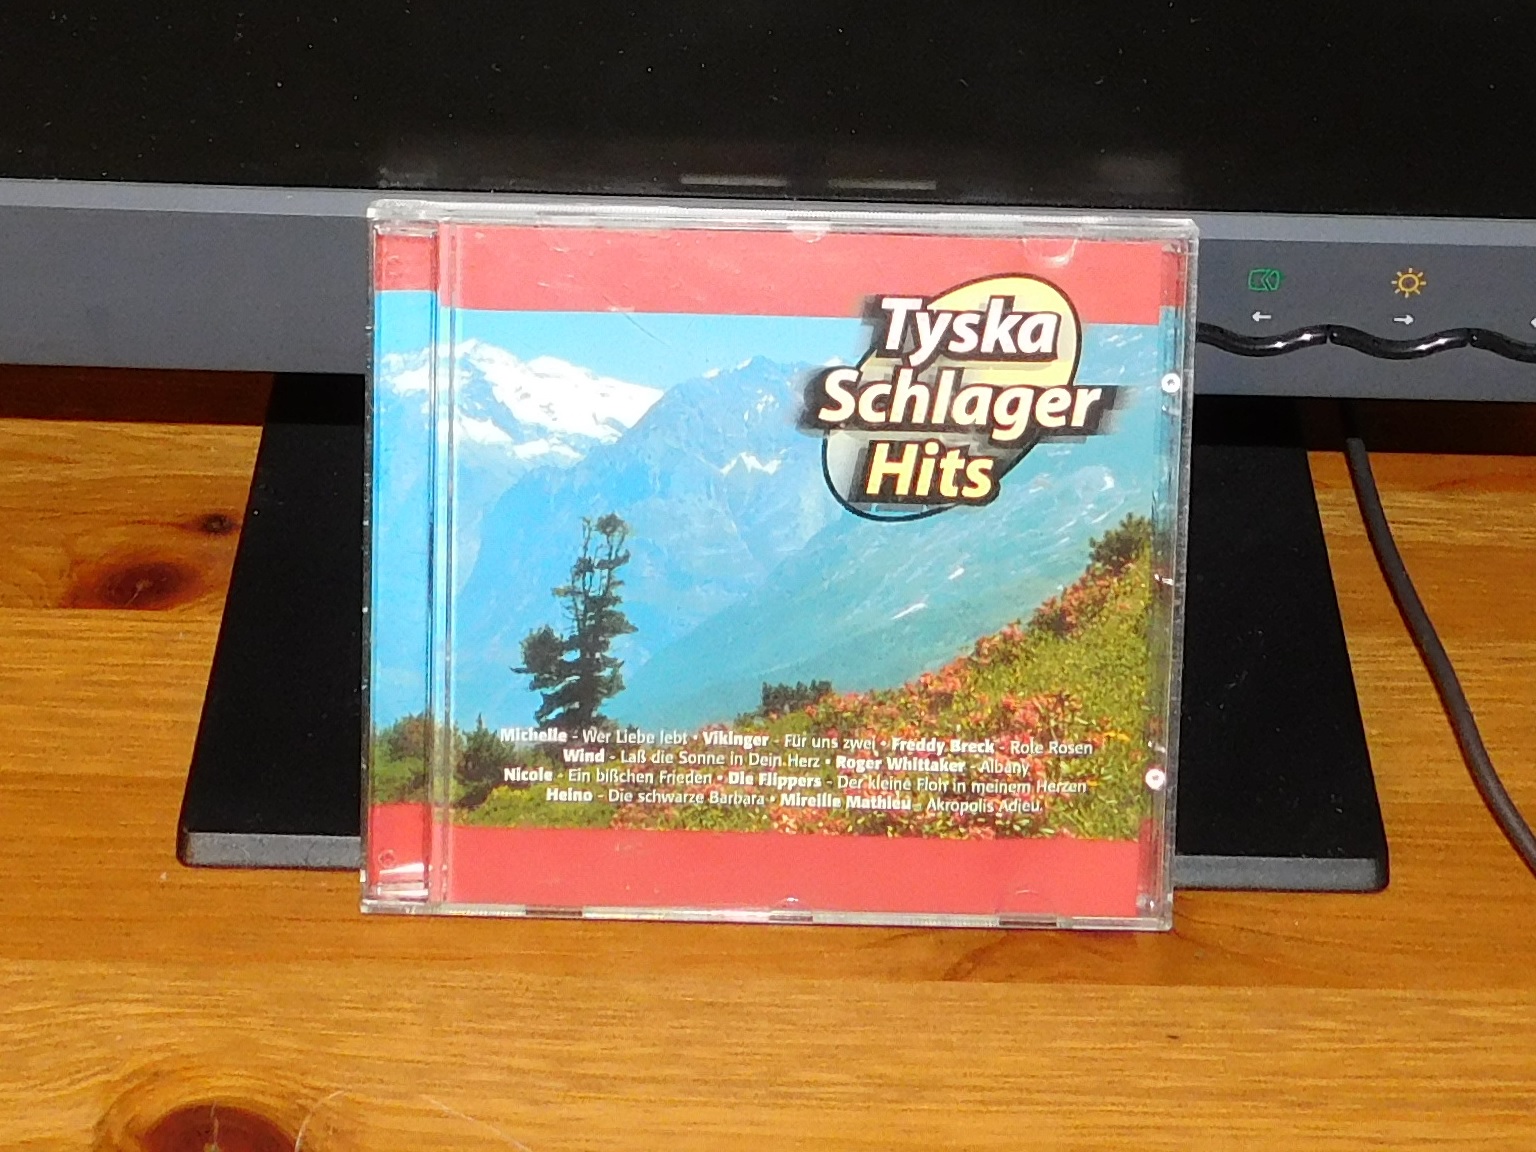 Tyska
Schlager
Hits
Michelle - Wer Liebe lebt • Vikinger - Für uns zwei • Freddy Breck - Rote Rosen
Wind - Laß die Sonne in Dein Herz • Roger Whittaker - Albany
Nicole - Ein bißchen Frieden • Die Flippers - Der kleine Floh in meinem Herzen
Heino - Die schwarze Barbara • Mireille Mathieu - Akropolis Adieu